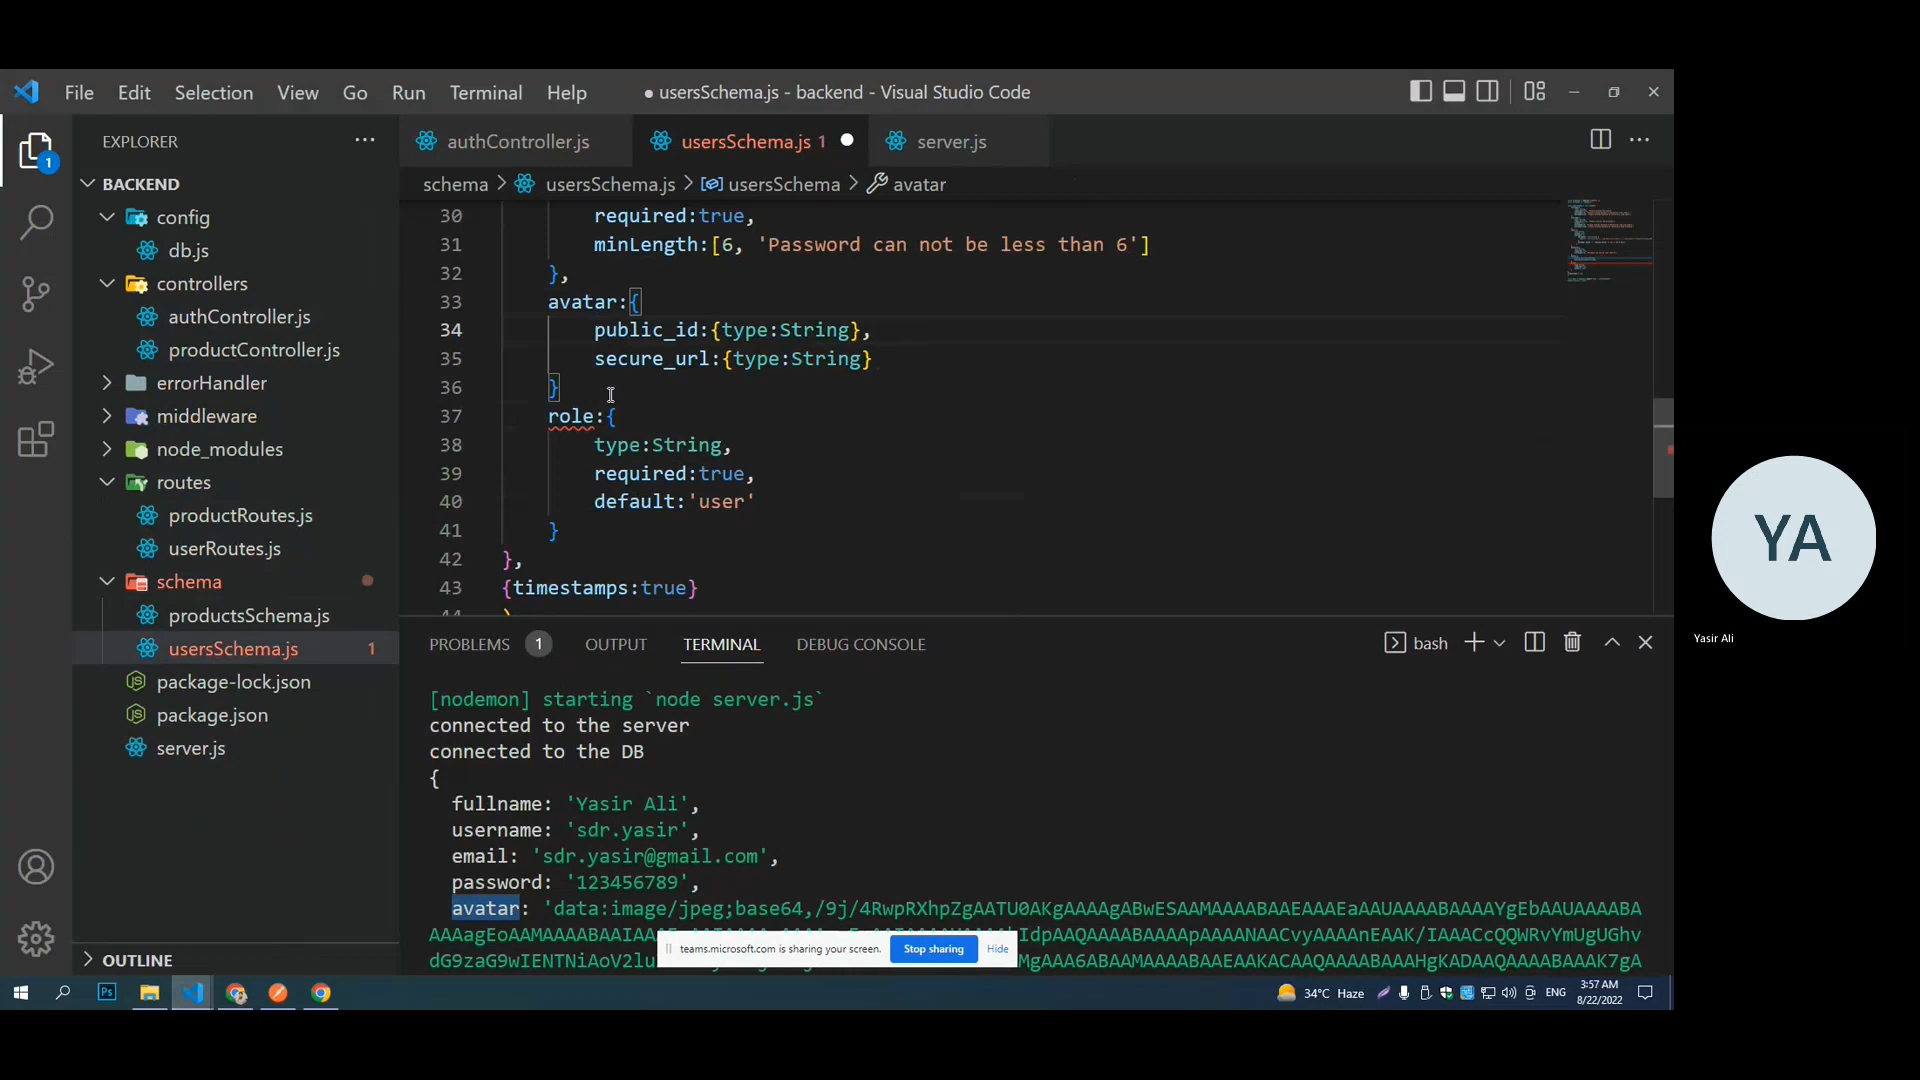 File Edit Selection View Go Run Terminal Help
● usersSchema.js - backend - Visual Studio Code
EXPLORER
1
authController.js
usersSchema.js 1
server.js
BACKEND
schema > usersSchema.js > usersSchema > avatar
config
db.js
controllers
authController.js
productController.js
errorHandler
middleware
node_modules
routes
productRoutes.js
userRoutes.js
schema
productsSchema.js
usersSchema.js 1
package-lock.json
package.json
server.js
OUTLINE
30 required:true,
31 minLength:[6, 'Password can not be less than 6']
32 },
33 avatar:{
34 public_id:{type:String},
35 secure_url:{type:String}
36 }
37 role:{
38 type:String,
39 required:true,
40 default:'user'
41 }
42 },
43 {timestamps:true}
44 )
PROBLEMS 1 OUTPUT TERMINAL DEBUG CONSOLE
bash
[nodemon] starting `node server.js`
connected to the server
connected to the DB
{
fullname: 'Yasir Ali',
username: 'sdr.yasir',
email: 'sdr.yasir@gmail.com',
password: '123456789',
avatar: 'data:image/jpeg;base64,/9j/4RwpRXhpZgAATU0AKgAAAAgABwESAAMAAAABAAEAAAEaAAUAAAABAAAAYgEbAAUAAAABA
teams.microsoft.com is sharing your screen.
Stop sharing
Hide
YA
Yasir Ali
Ps
34°C Haze
ENG
3:57 AM
8/22/2022